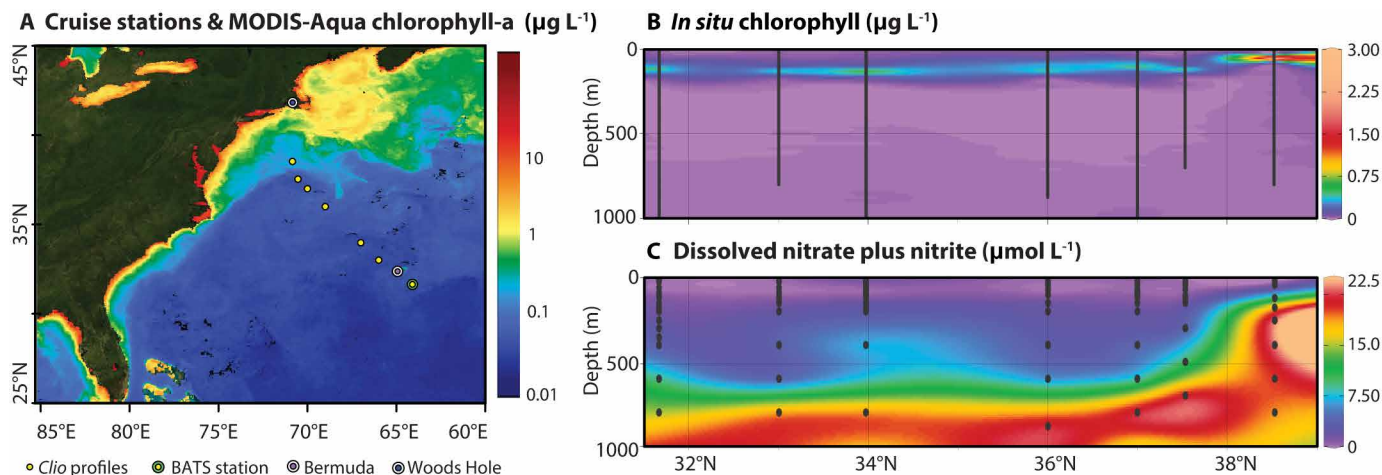 A Cruise stations & MODIS-Aqua chlorophyll-a (µg L-1)
45°N
35°N
25°N
85°E 80°E 75°E 70°E 65°E 60°E
10
1
0.1
0.01
Clio profiles BATS station Bermuda Woods Hole
B In situ chlorophyll (µg L-1)
Depth (m)
0
500
1000
3.00
2.25
1.50
0.75
0
C Dissolved nitrate plus nitrite (µmol L-1)
Depth (m)
0
500
1000
22.5
15.0
7.50
0
32°N 34°N 36°N 38°N